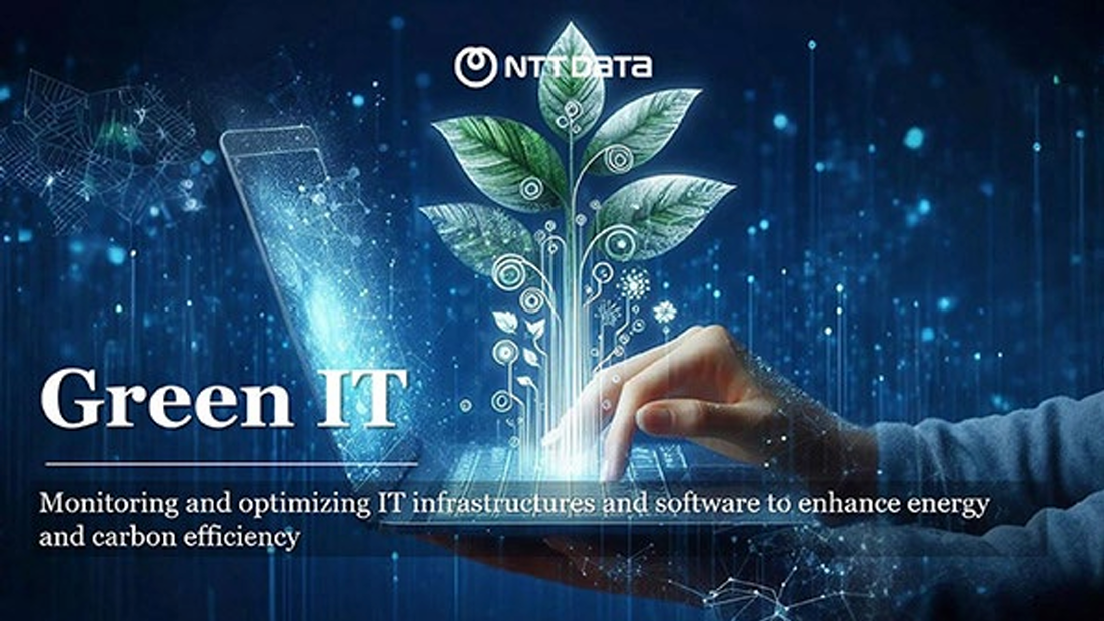 NTT DATA
Green IT
Monitoring and optimizing IT infrastructures and software to enhance energy
and carbon efficiency